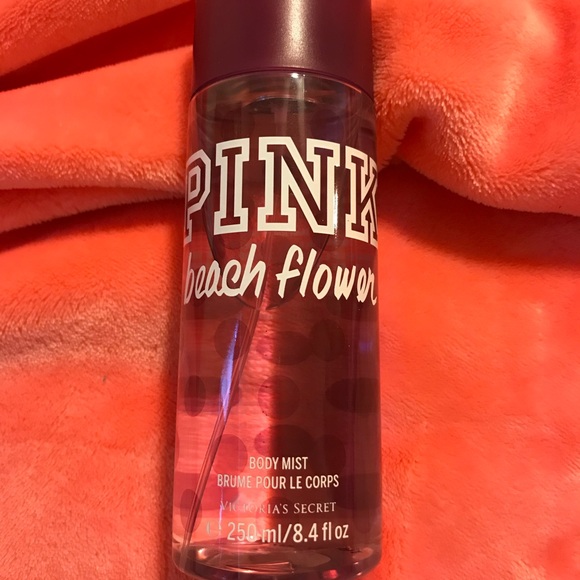 PINK
beach flower
BODY MIST
BRUME POUR LE CORPS
VICTORIA'S SECRET
250 ml/8.4 fl oz